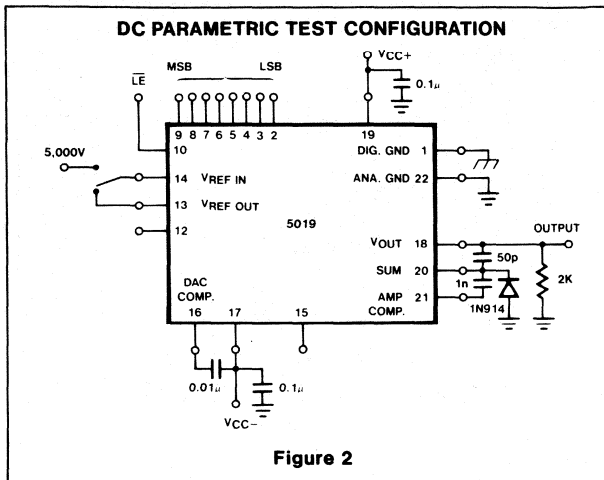 DC PARAMETRIC TEST CONFIGURATION
VCC+
MSB LSB
LE
0.1µ
9 8 7 6 5 4 3 2
19
10
DIG. GND 1
5,000V
14 VREF IN
ANA. GND 22
13 VREF OUT
5019
12
OUTPUT
VOUT 18
50p
DAC
COMP.
SUM 20
2K
1n
AMP
COMP.
21
1N914
16 17 15
0.01µ
0.1µ
VCC−
Figure 2